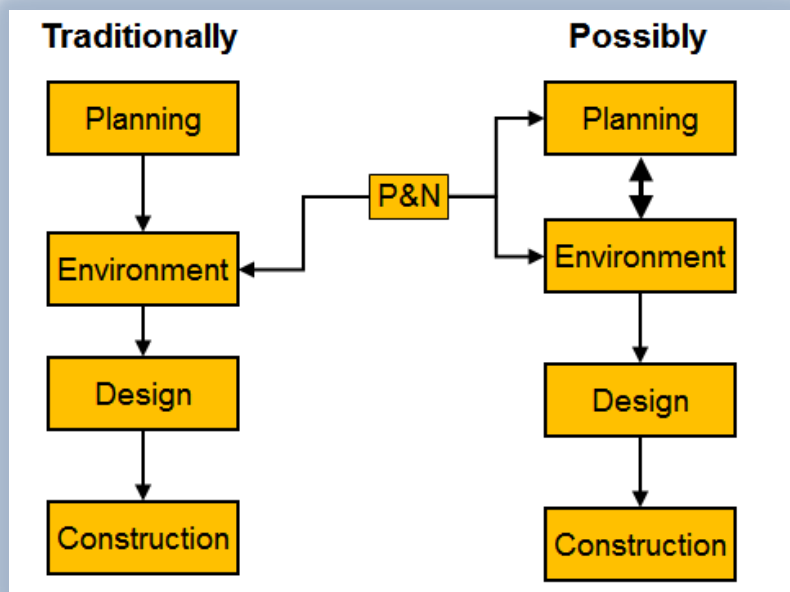 Traditionally
Planning
Environment
Design
Construction
P&N
Possibly
Planning
Environment
Design
Construction